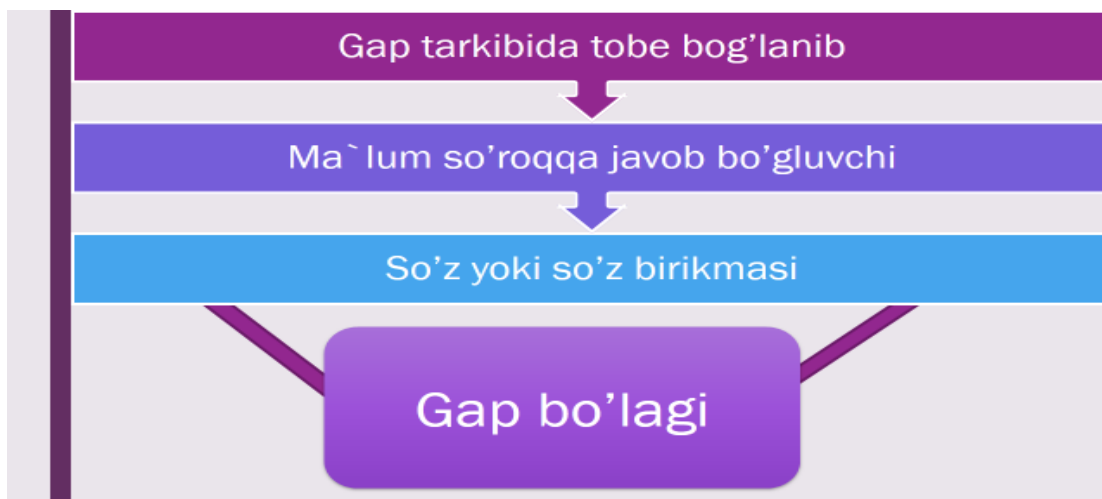 Gap tarkibida tobe bog’lanib
Ma`lum so’roqqa javob bo’gluvchi
So’z yoki so’z birikmasi
Gap bo’lagi